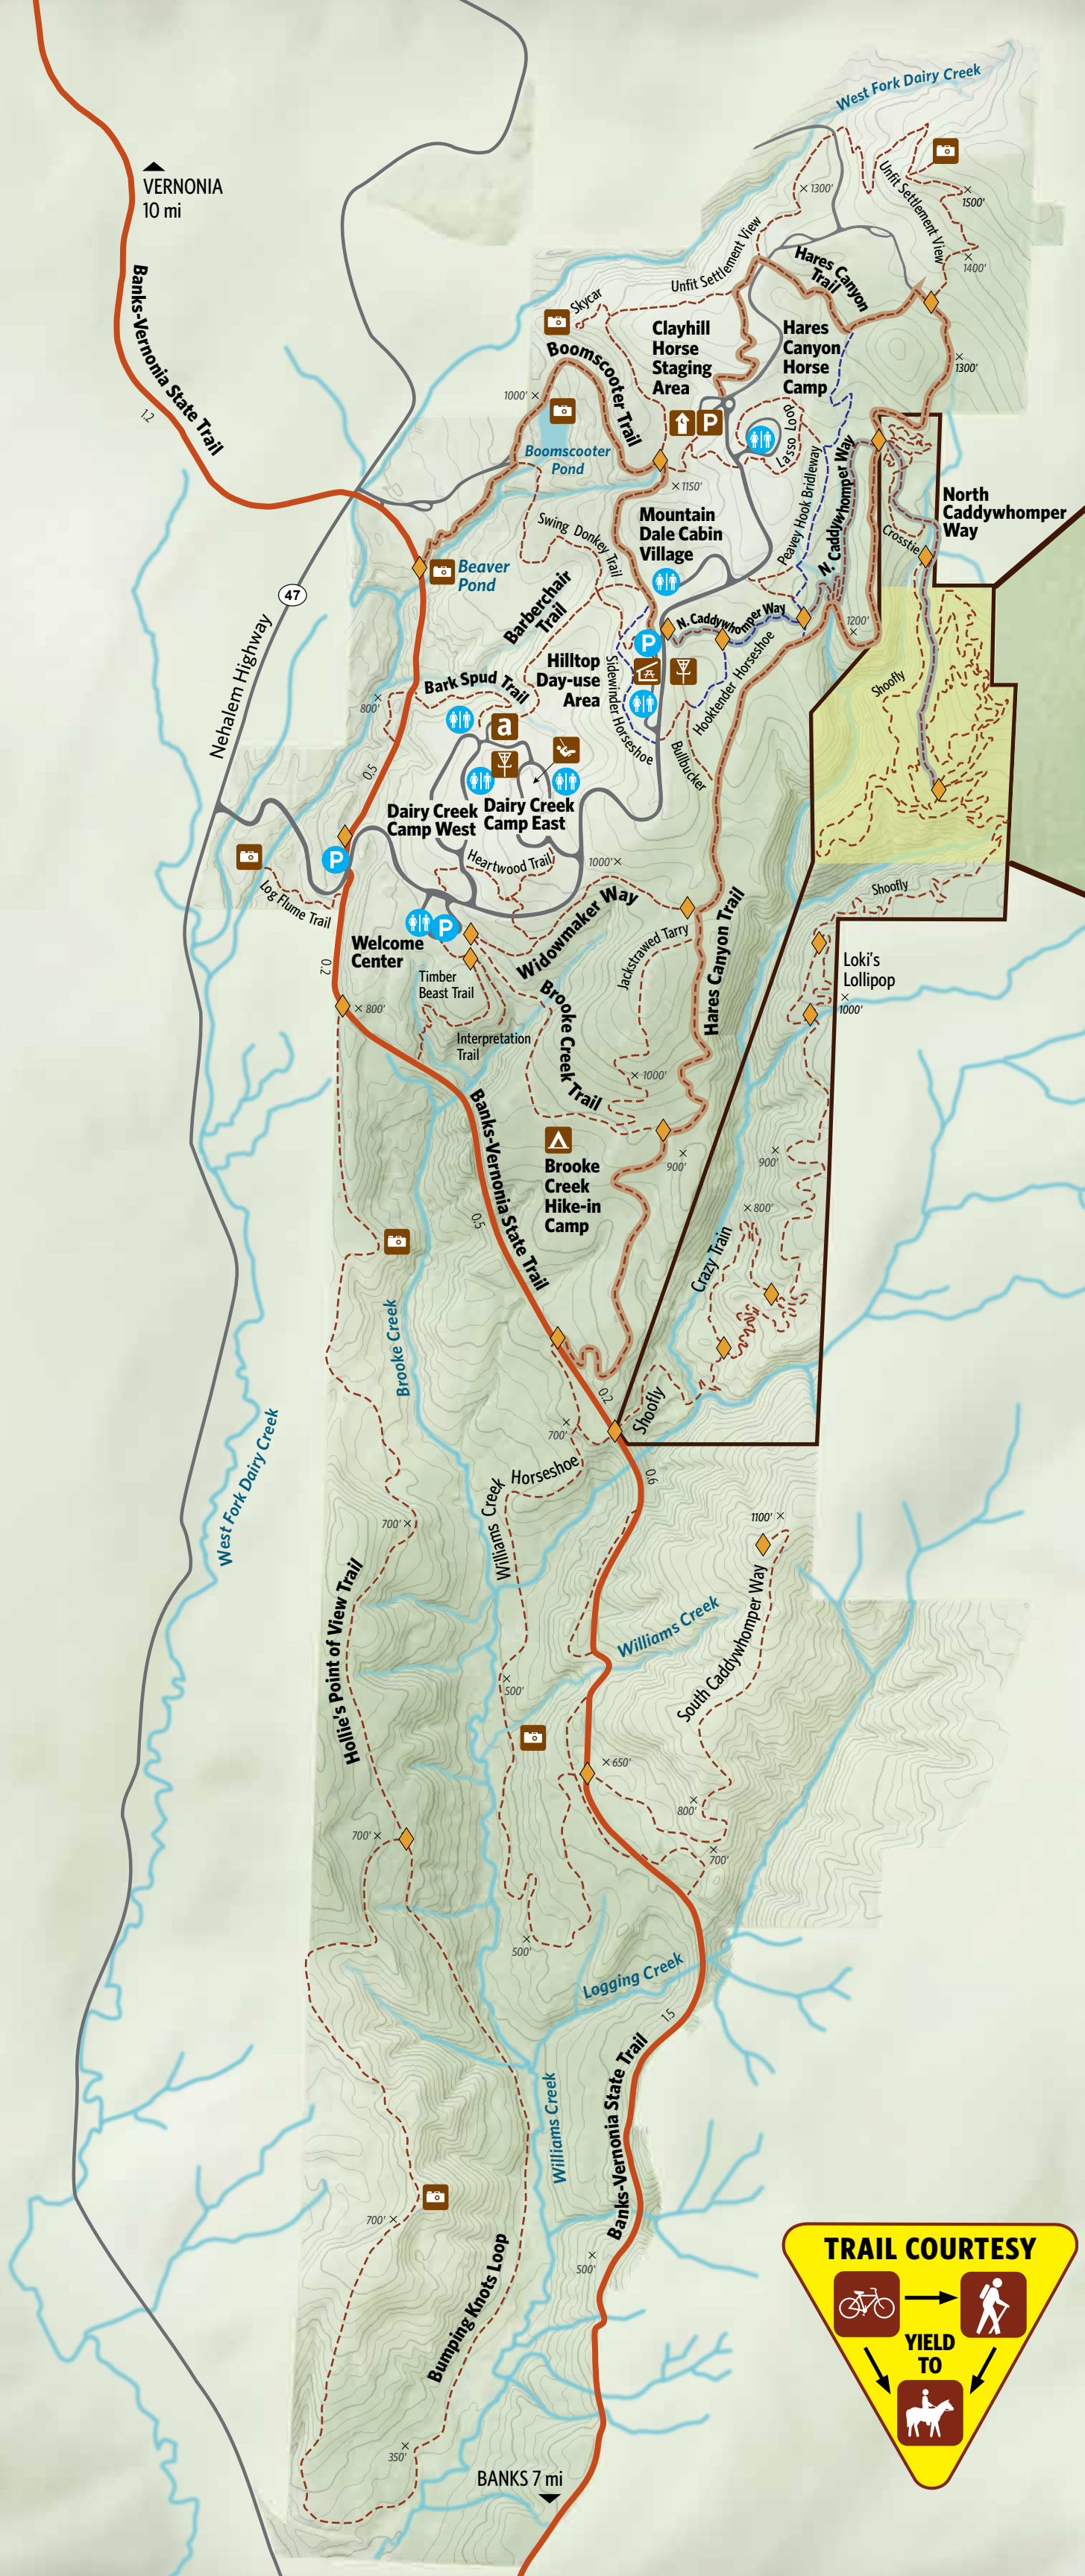 West Fork Dairy Creek
VERNONIA
10 mi
Unfit Settlement View
1500'
1300'
1400'
Unfit Settlement View
Hares Canyon
Trail
Banks-Vernonia State Trail
1.2
Skycar
Clayhill
Horse
Staging
Area
Hares
Canyon
Horse
Camp
1300'
Boomscooter Trail
1000'
P
Lasso Loop
Boomscooter
Pond
1150'
Peavey Hook Bridleway
N. Caddywhomper Way
North
Caddywhomper
Way
Crosstie
Swing Donkey Trail
Mountain
Dale Cabin
Village
Beaver
Pond
47
Nehalem Highway
Barberchair
Trail
N. Caddywhomper Way
1200'
P
Hilltop
Day-use
Area
Sidewinder Horseshoe
Hooktender Horseshoe
Bullbucker
Shoofly
Bark Spud Trail
800'
a
0.5
Dairy Creek
Camp West
Dairy Creek
Camp East
P
Heartwood Trail
1000'
Log Flume Trail
Shoofly
Widowmaker Way
P
Welcome
Center
0.2
Timber
Beast Trail
Jackstrawed Tarry
Hares Canyon Trail
Loki's
Lollipop
1000'
800'
Interpretation
Trail
Brooke Creek Trail
1000'
Banks-Vernonia State Trail
Brooke
Creek
Hike-in
Camp
900'
900'
800'
0.5
Crazy Train
Brooke Creek
0.2
Shoofly
700'
West Fork Dairy Creek
Williams Creek Horseshoe
0.6
700'
1100'
Hollie's Point of View Trail
Williams Creek
South Caddywhomper Way
500'
650'
800'
700'
700'
500'
Logging Creek
1.5
Banks-Vernonia State Trail
Williams Creek
700'
500'
Bumping Knots Loop
TRAIL COURTESY
YIELD
TO
350'
BANKS 7 mi